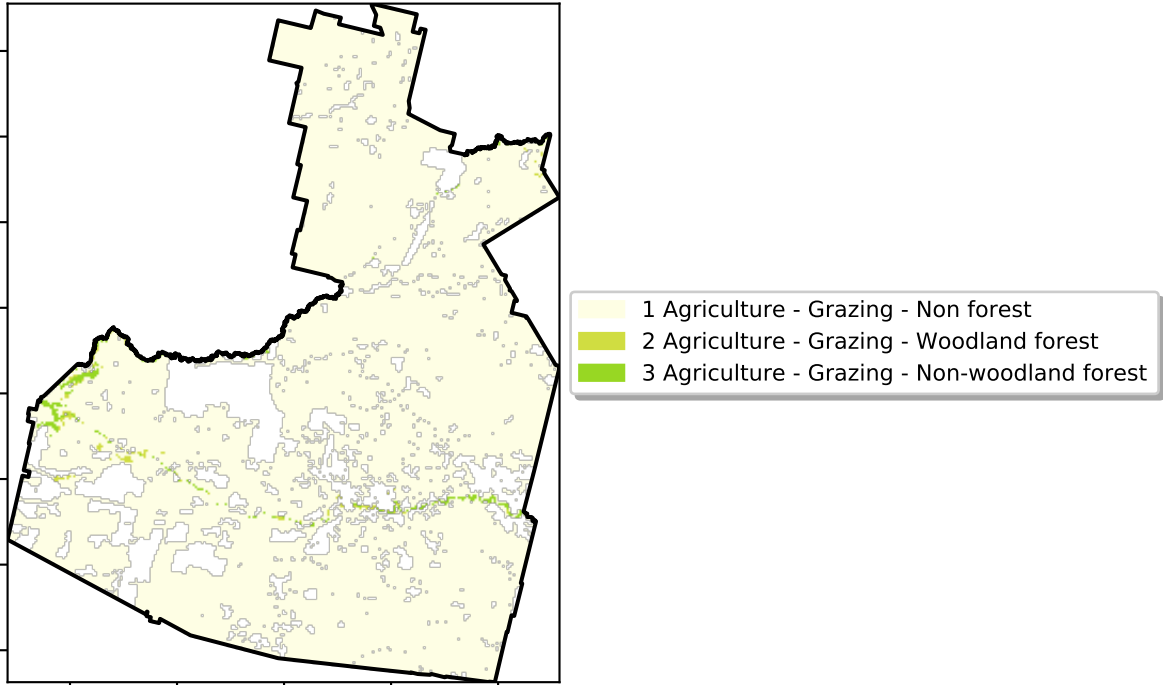 1 Agriculture - Grazing - Non forest
2 Agriculture - Grazing - Woodland forest
3 Agriculture - Grazing - Non-woodland forest